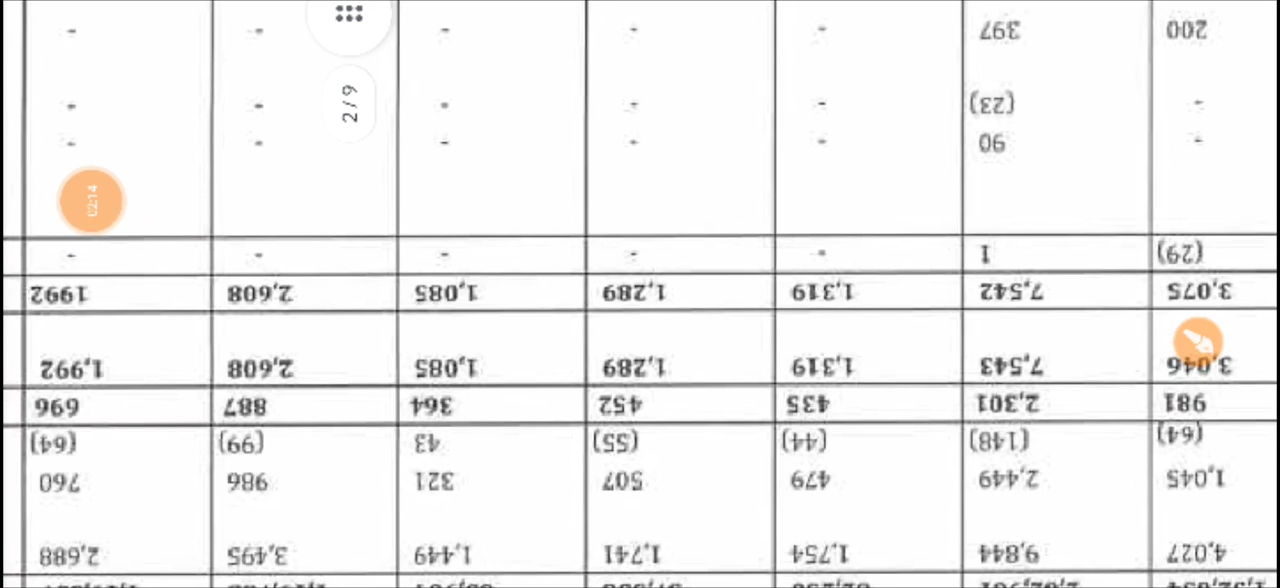 4,027 9,844 1,754 1,741 1,449 3,495 2,688
1,045 2,449 479 507 321 986 760
(64) (148) (44) (55) 43 (99) (64)
981 2,301 435 452 364 887 696
3,046 7,543 1,319 1,289 1,085 2,608 1,992
3,075 7,542 1,319 1,289 1,085 2,608 1992
(29) 1 - - - - -
- 90 - - - - -
- (23) - - - - -
200 397 - - - - -
2/9
02:14